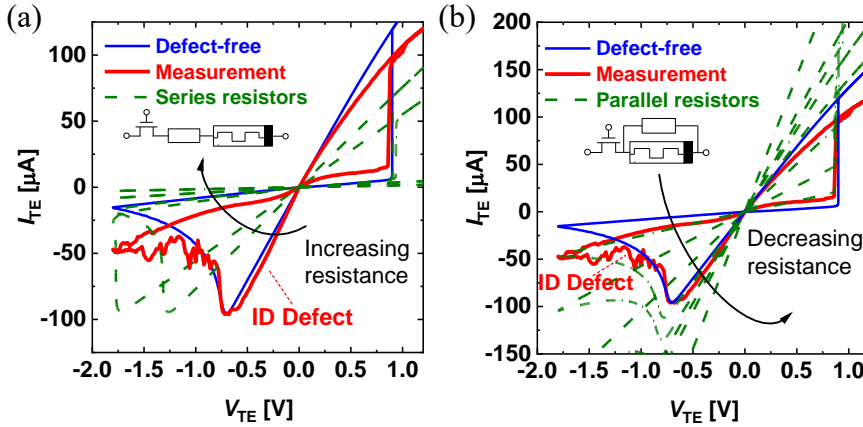 (a)
100
50
0
-50
-100
I_TE [µA]
Defect-free
Measurement
Series resistors
Increasing
resistance
ID Defect
-2.0 -1.5 -1.0 -0.5 0.0 0.5 1.0
V_TE [V]
(b)
200
150
100
50
0
-50
-100
-150
I_TE [µA]
Defect-free
Measurement
Parallel resistors
Decreasing
resistance
ID Defect
-2.0 -1.5 -1.0 -0.5 0.0 0.5 1.0
V_TE [V]